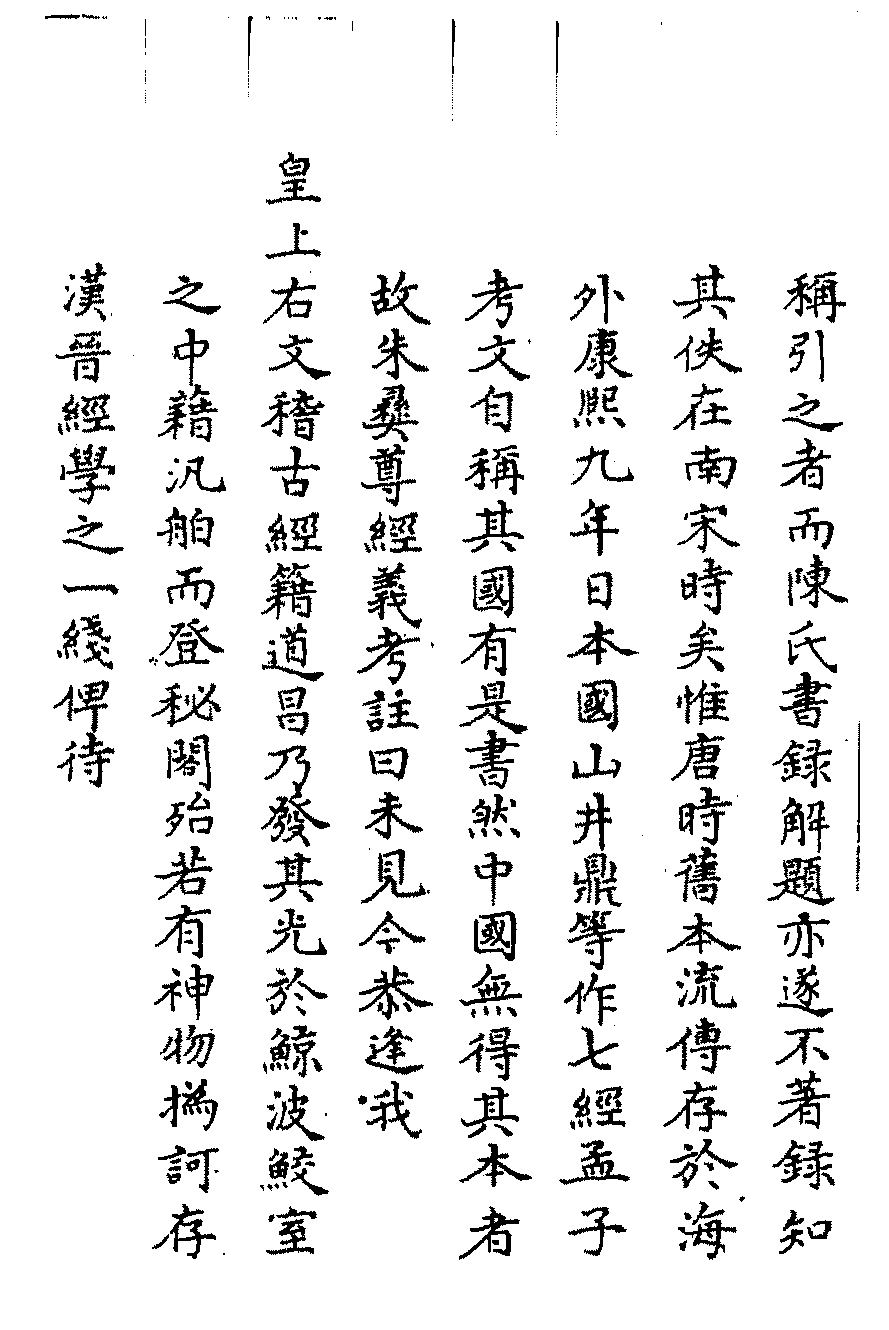 稱引之者而陳氏書録解題亦遂不著録知
其佚在南宋時矣惟唐時舊本流傳存於海
外康熙九年日本國山井鼎等作七經孟子
考文自稱其國有是書然中國無得其本者
故朱彝尊經義考註曰未見今恭逢我
皇上右文稽古經籍道昌乃發其光於鯨波鮫室
之中藉汎舶而登秘閣殆若有神物撝訶存
漢晉經學之一綫俾待